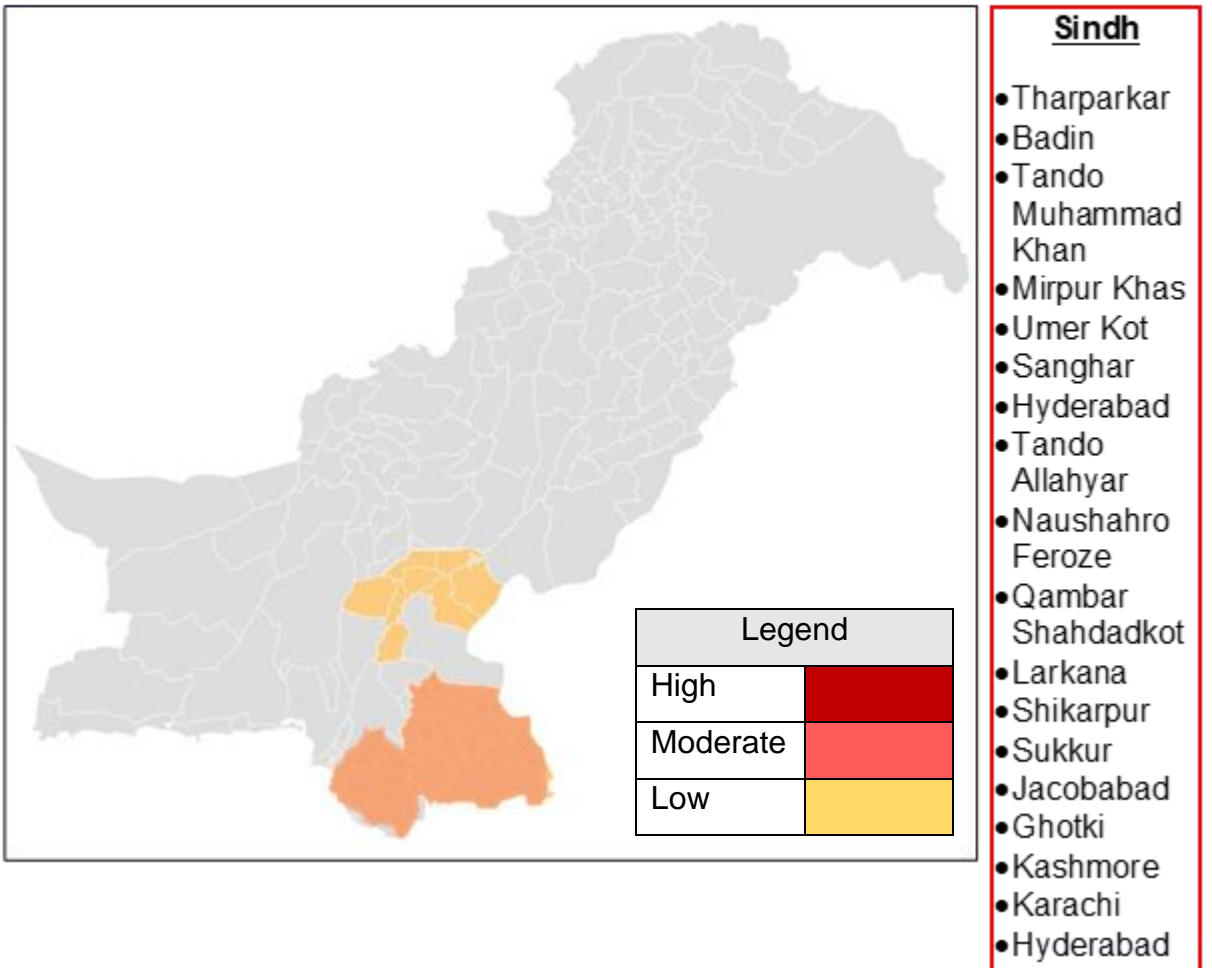 Legend
High
Moderate
Low
Sindh
•Tharparkar
•Badin
•Tando
Muhammad
Khan
•Mirpur Khas
•Umer Kot
•Sanghar
•Hyderabad
•Tando
Allahyar
•Naushahro
Feroze
•Qambar
Shahdadkot
•Larkana
•Shikarpur
•Sukkur
•Jacobabad
•Ghotki
•Kashmore
•Karachi
•Hyderabad